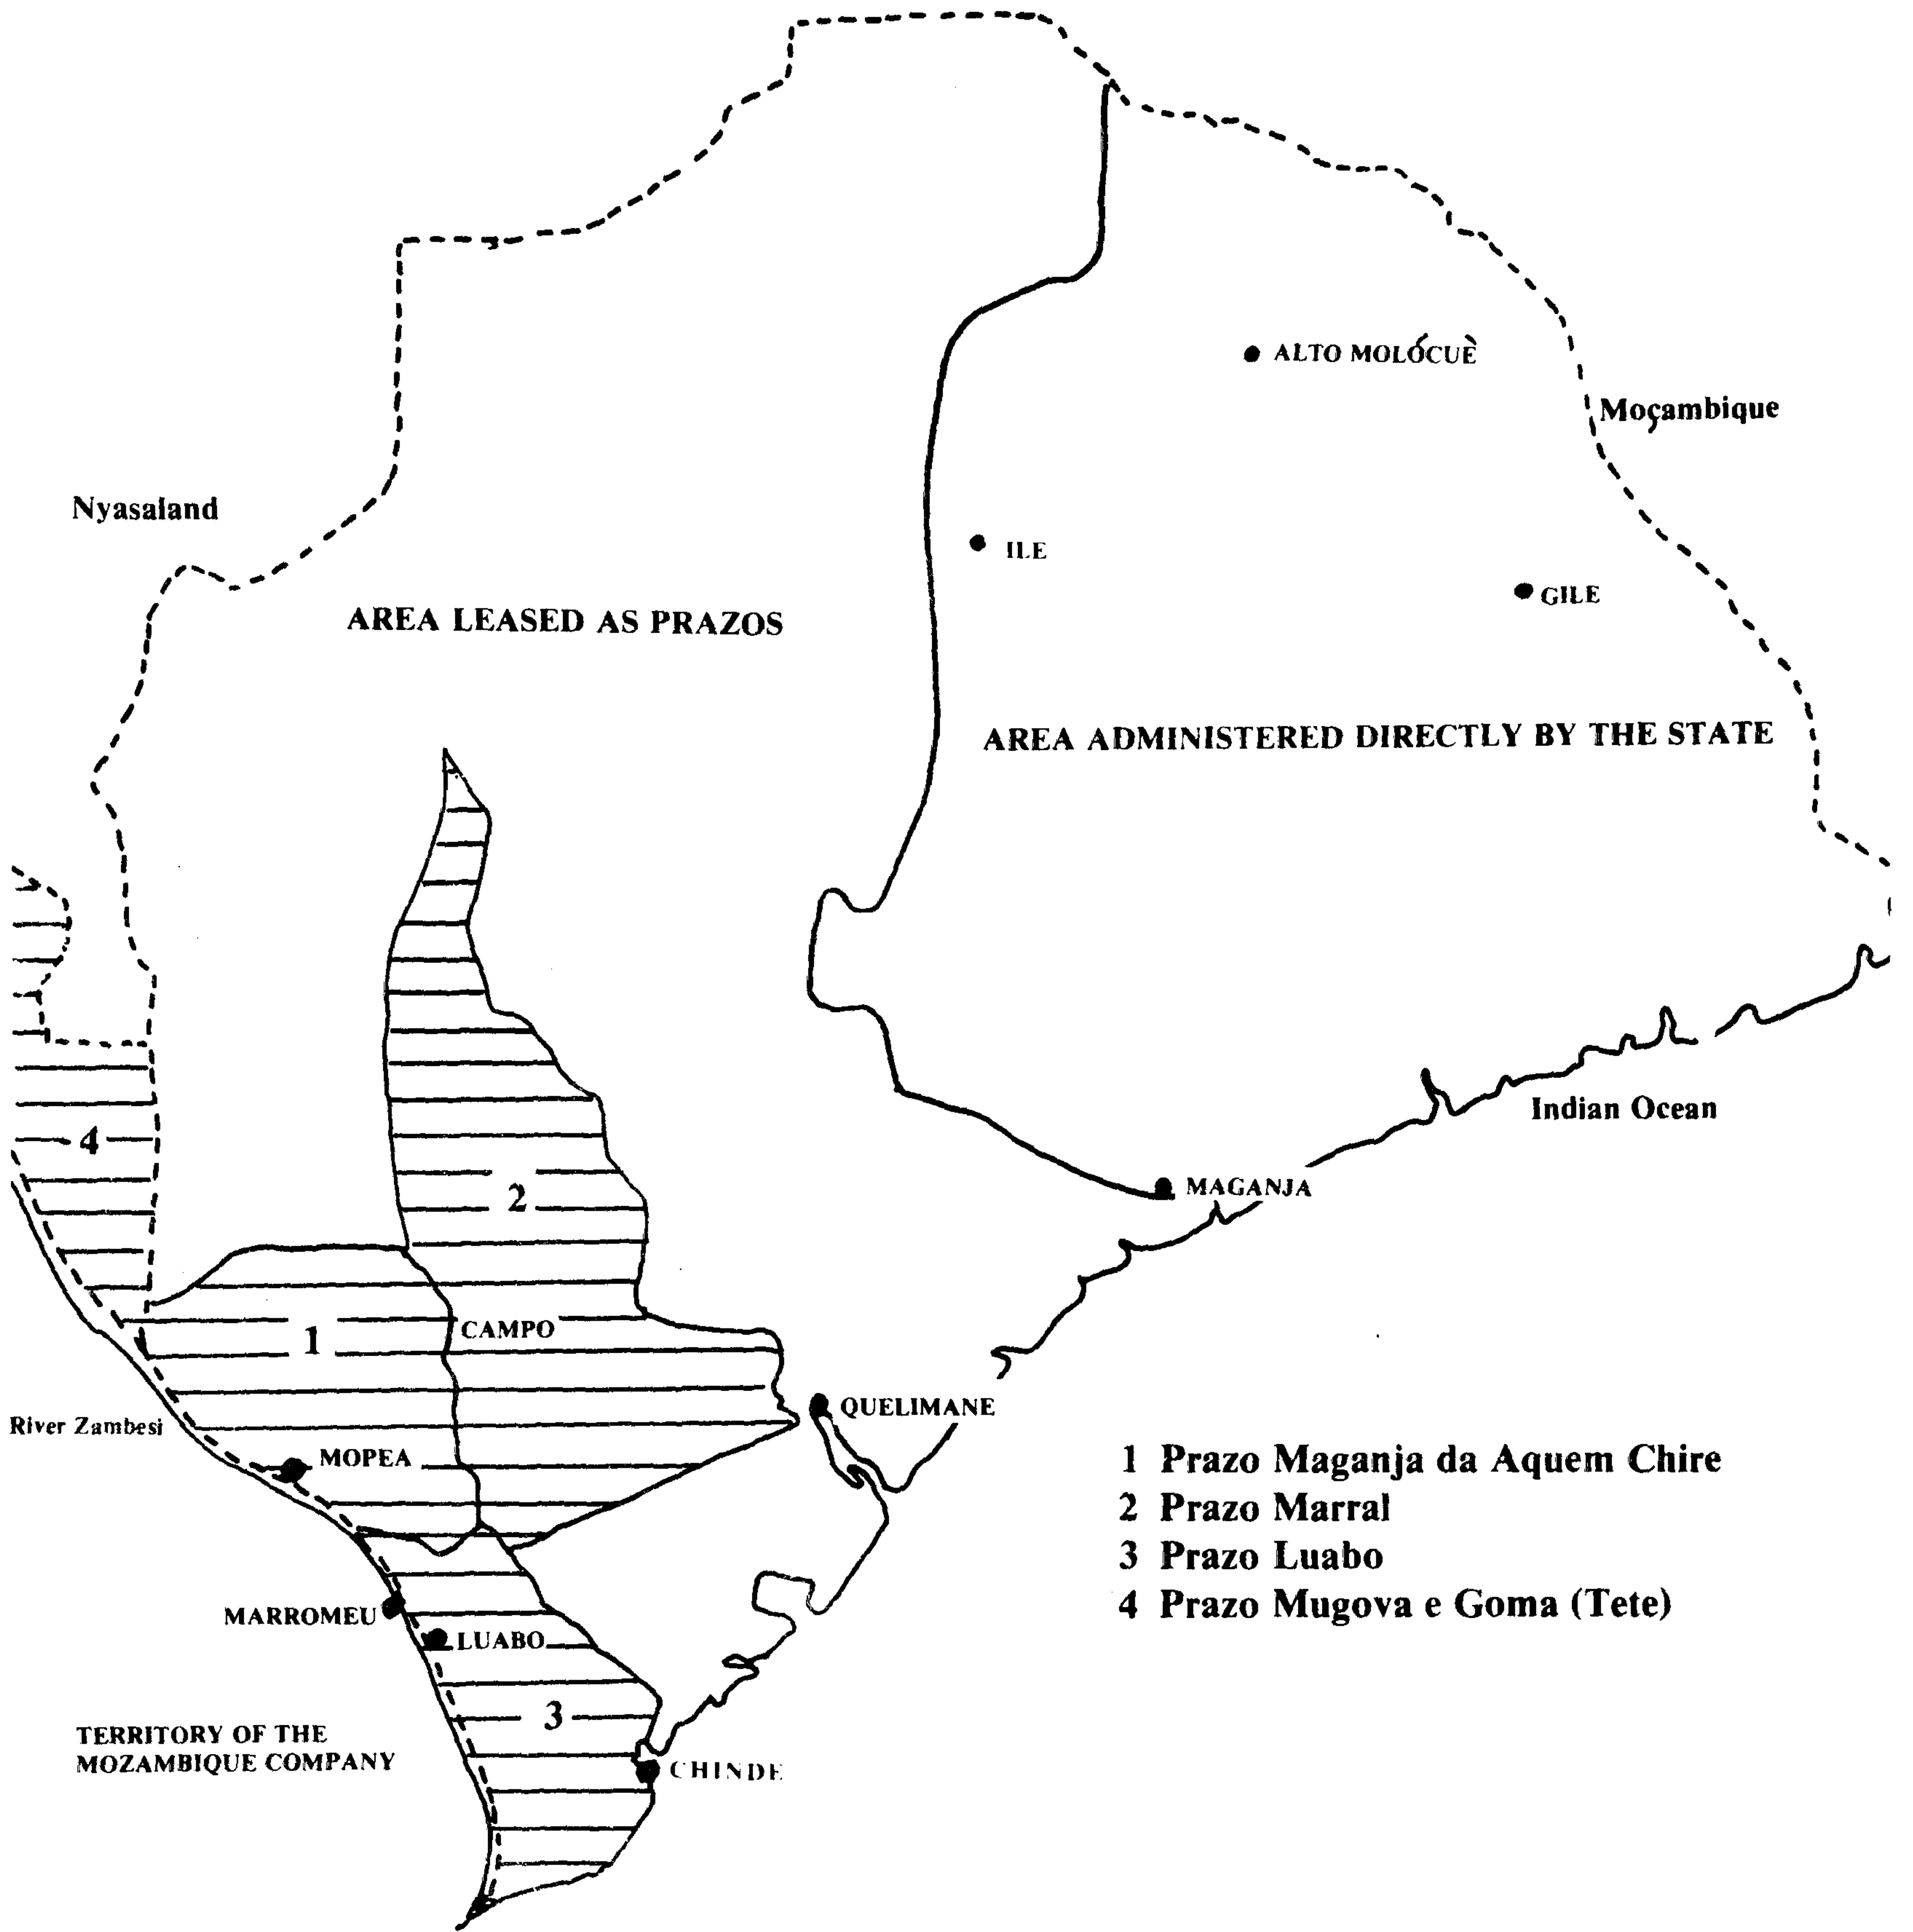 ALTO MOLÓCUÈ
Moçambique
Nyasaland
ILE
GILE
AREA LEASED AS PRAZOS
AREA ADMINISTERED DIRECTLY BY THE STATE
Indian Ocean
4
2
MAGANJA
1
CAMPO
QUELIMANE
River Zambesi
MOPEA
1 Prazo Maganja da Aquem Chire
2 Prazo Marral
3 Prazo Luabo
4 Prazo Mugova e Goma (Tete)
MARROMEU
LUABO
3
TERRITORY OF THE
MOZAMBIQUE COMPANY
CHINDE